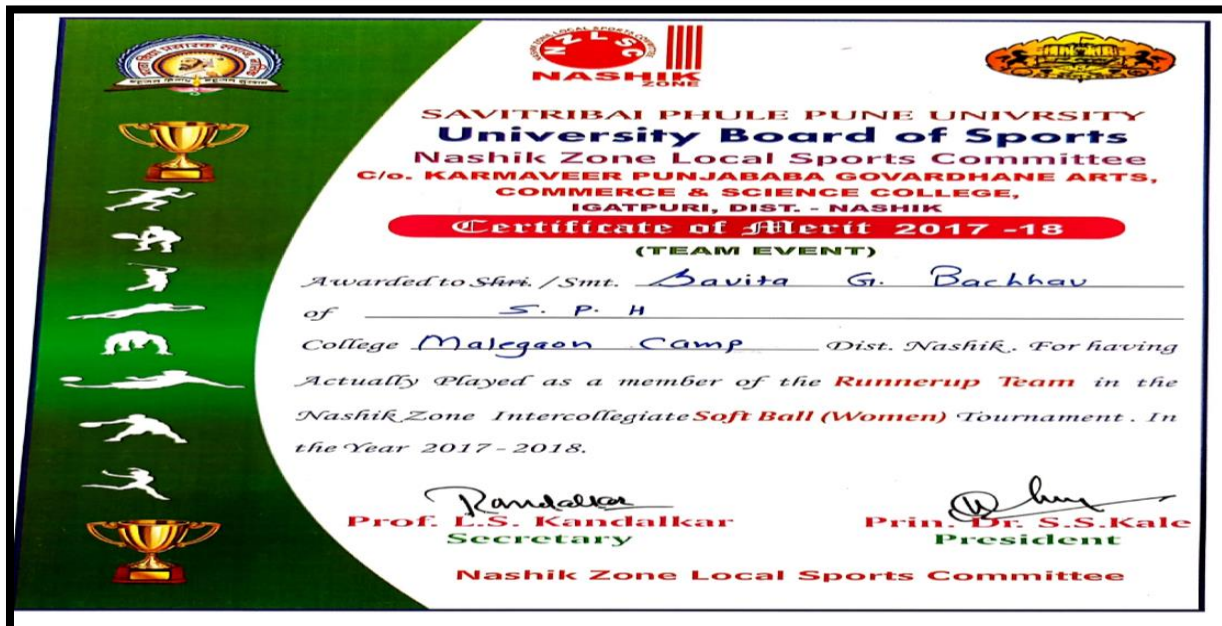 NZLSC
NASHIK
ZONE
SAVITRIBAI PHULE PUNE UNIVRSITY
University Board of Sports
Nashik Zone Local Sports Committee
C/o. KARMAVEER PUNJABABA GOVARDHANE ARTS,
COMMERCE & SCIENCE COLLEGE,
IGATPURI, DIST. - NASHIK
Certificate of Merit 2017 -18
(TEAM EVENT)
Awarded to Shri. / Smt. Savita G. Bachhav
of S. P. H
College Malegaon Camp Dist. Nashik. For having
Actually Played as a member of the Runnerup Team in the
Nashik Zone Intercollegiate Soft Ball (Women) Tournament. In
the Year 2017-2018.
Prof. L.S. Kandalkar Prin. Dr. S.S.Kale
Secretary President
Nashik Zone Local Sports Committee